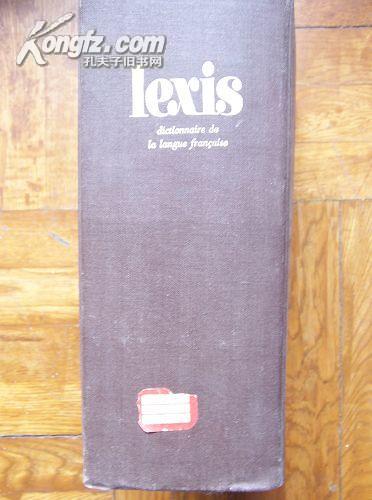 Kongfz.com
孔夫子旧书网
lexis
dictionnaire de
la langue française